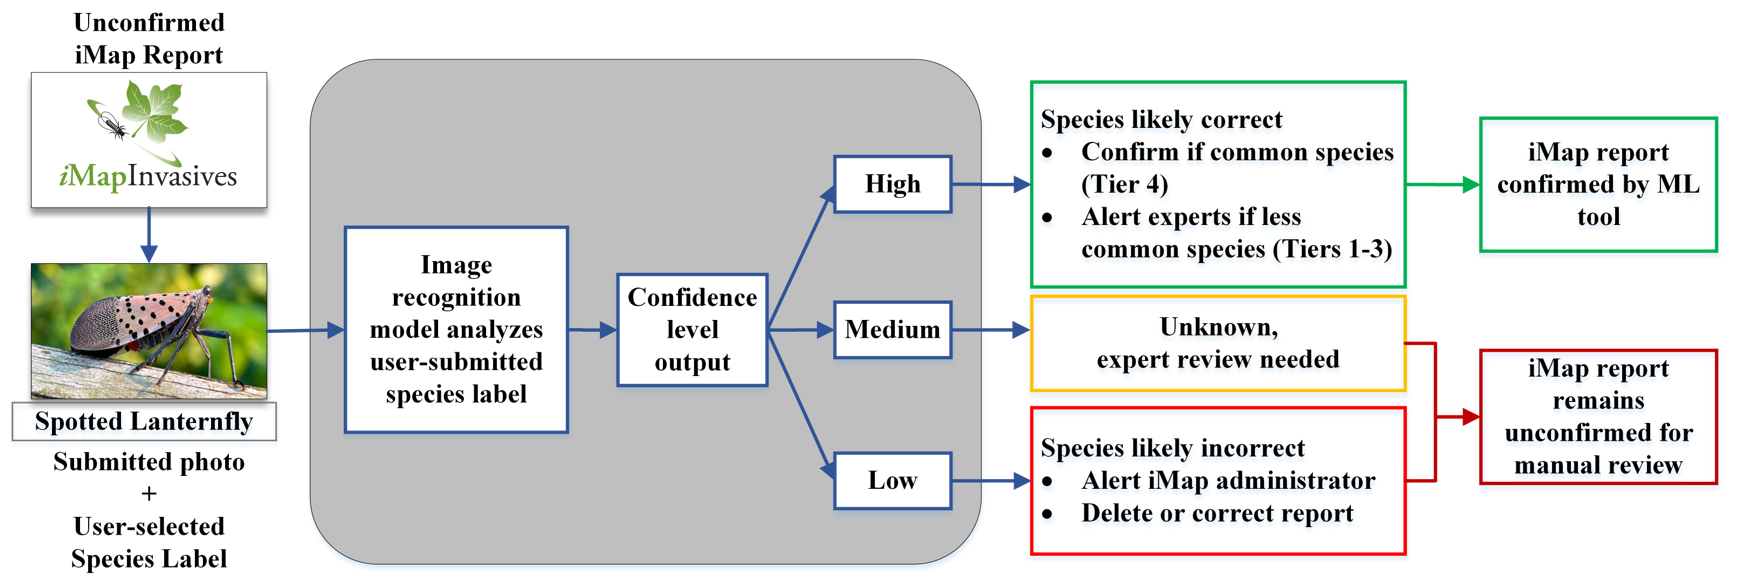 Unconfirmed
iMap Report
iMapInvasives
Spotted Lanternfly
Submitted photo
+
User-selected
Species Label
Image
recognition
model analyzes
user-submitted
species label
Confidence
level
output
High
Medium
Low
Species likely correct
• Confirm if common species
(Tier 4)
• Alert experts if less
common species (Tiers 1-3)
Unknown,
expert review needed
Species likely incorrect
• Alert iMap administrator
• Delete or correct report
iMap report
confirmed by ML
tool
iMap report
remains
unconfirmed for
manual review